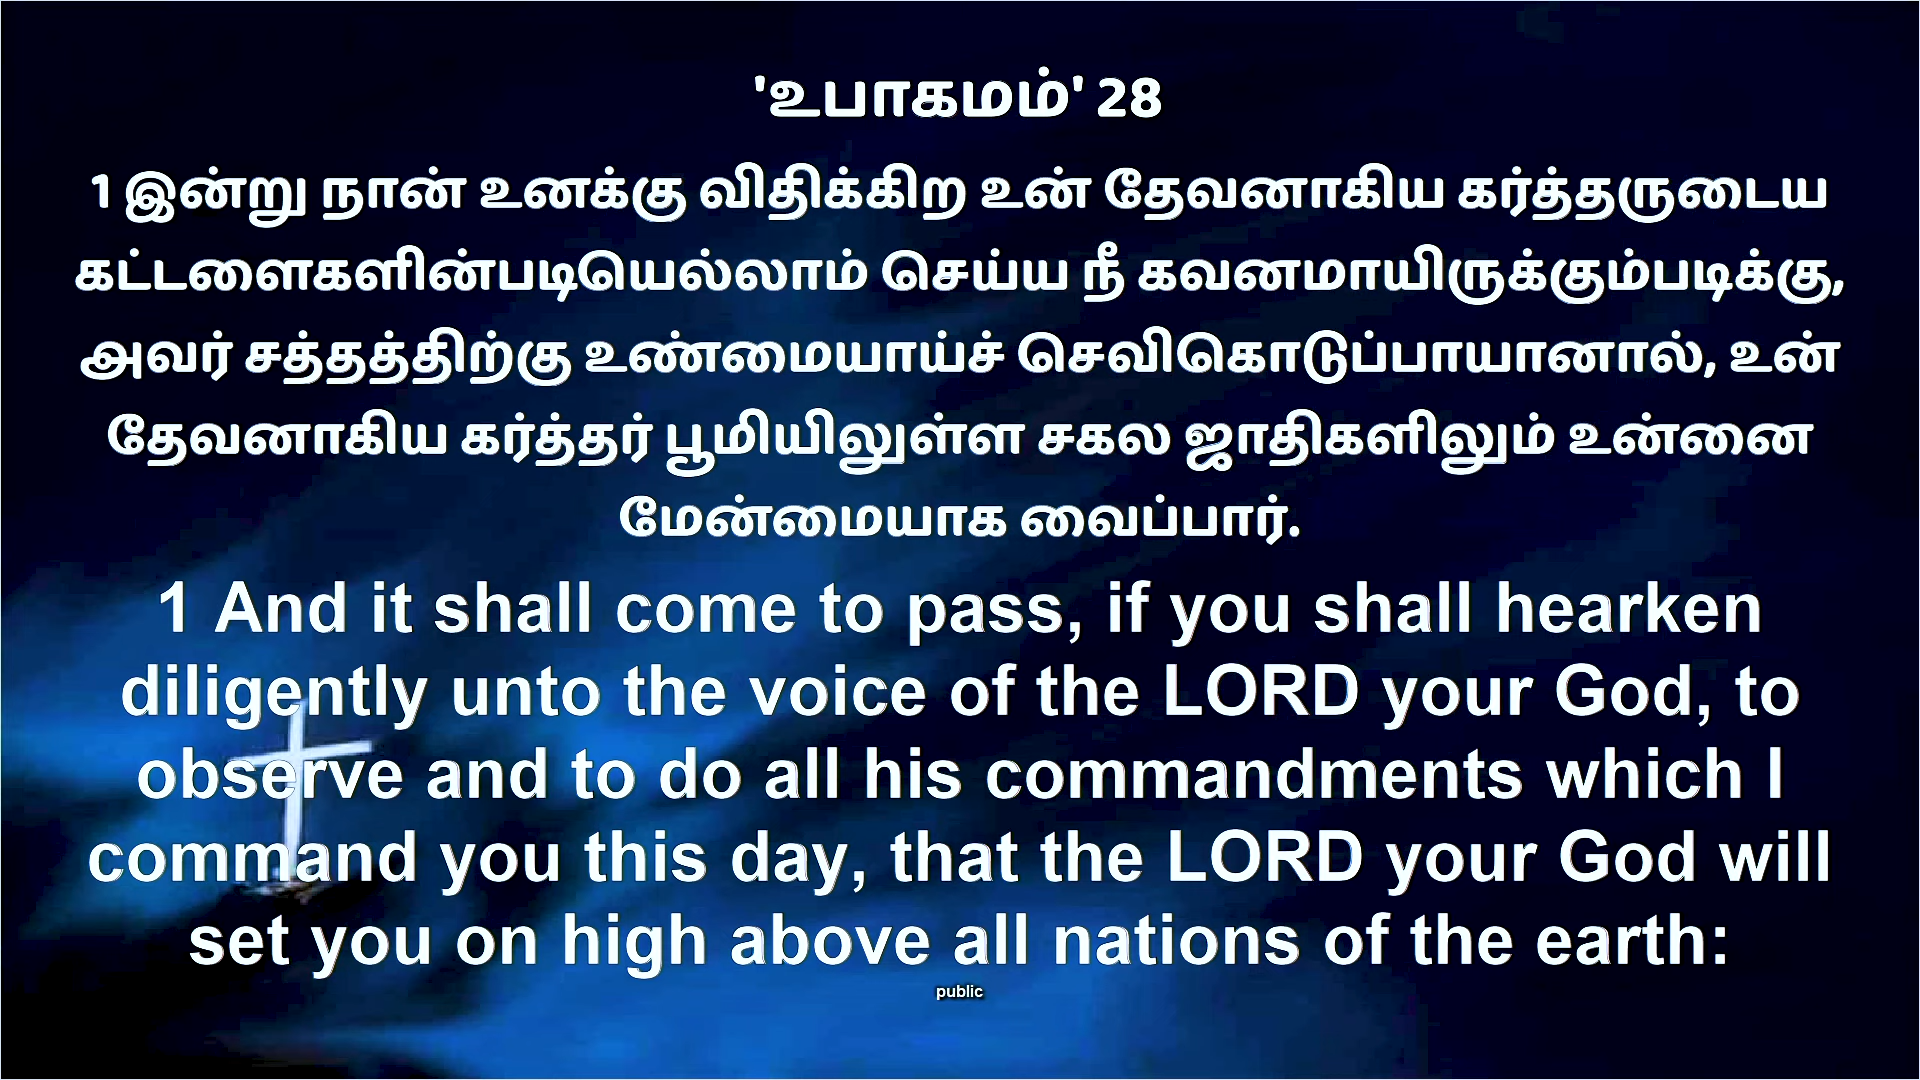 'உபாகமம்' 28
1 இன்று நான் உனக்கு விதிக்கிற உன் தேவனாகிய கர்த்தருடைய
கட்டளைகளின்படியெல்லாம் செய்ய நீ கவனமாயிருக்கும்படிக்கு,
அவர் சத்தத்திற்கு உண்மையாய்ச் செவிகொடுப்பாயானால், உன்
தேவனாகிய கர்த்தர் பூமியிலுள்ள சகல ஜாதிகளிலும் உன்னை
மேன்மையாக வைப்பார்.
1 And it shall come to pass, if you shall hearken
diligently unto the voice of the LORD your God, to
observe and to do all his commandments which I
command you this day, that the LORD your God will
set you on high above all nations of the earth:
public